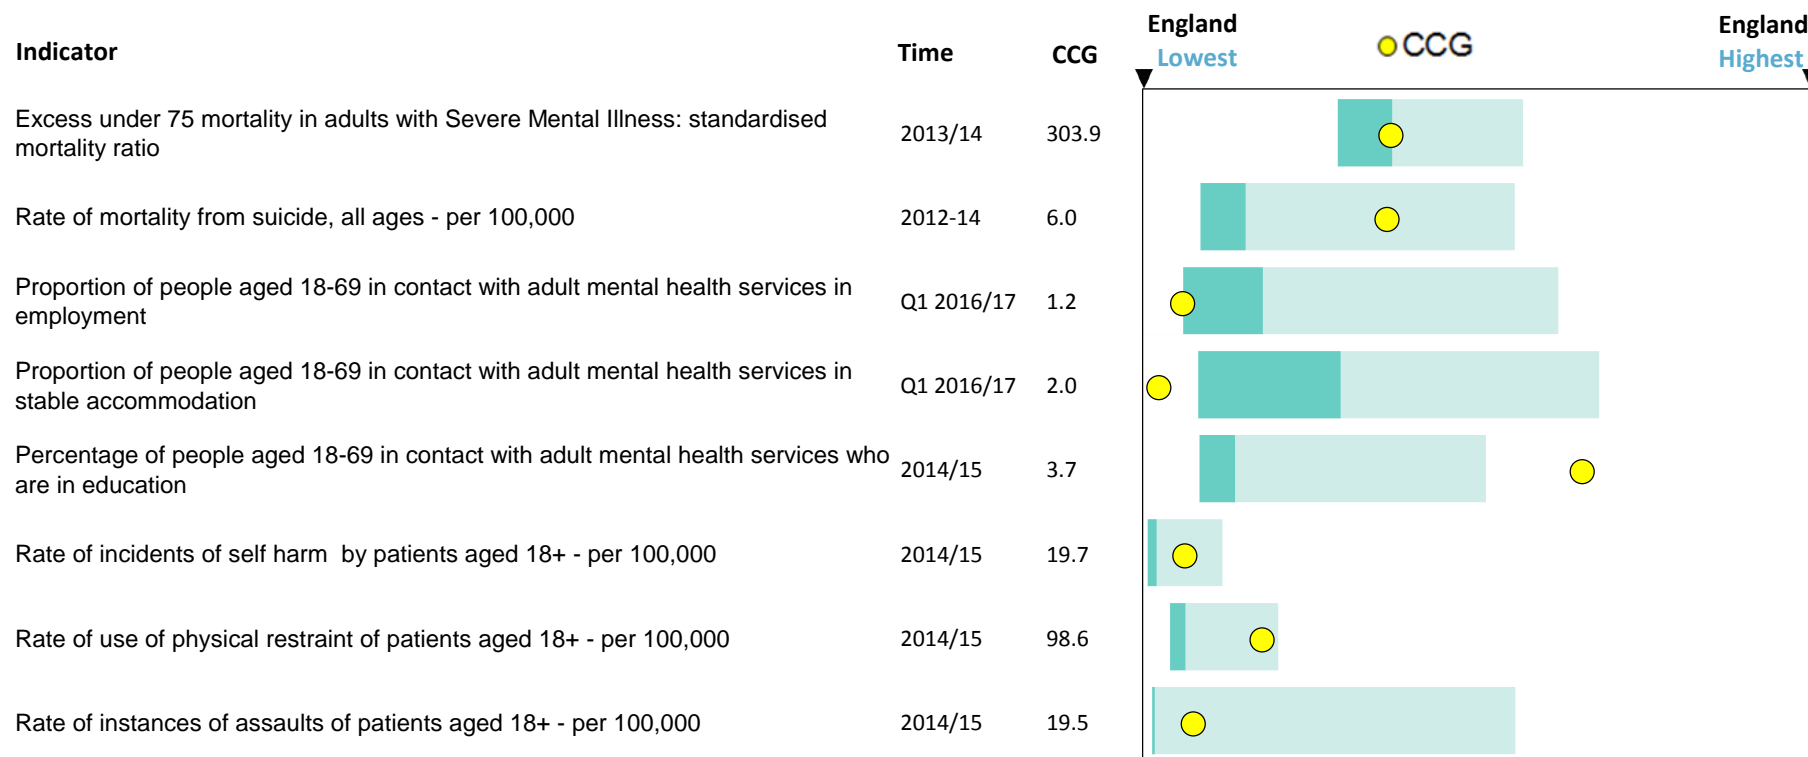 England England
Indicator Time CCG Lowest CCG Highest
Excess under 75 mortality in adults with Severe Mental Illness: standardised
mortality ratio 2013/14 303.9
Rate of mortality from suicide, all ages - per 100,000 2012-14 6.0
Proportion of people aged 18-69 in contact with adult mental health services in
employment Q1 2016/17 1.2
Proportion of people aged 18-69 in contact with adult mental health services in
stable accommodation Q1 2016/17 2.0
Percentage of people aged 18-69 in contact with adult mental health services who
are in education 2014/15 3.7
Rate of incidents of self harm  by patients aged 18+ - per 100,000 2014/15 19.7
Rate of use of physical restraint of patients aged 18+ - per 100,000 2014/15 98.6
Rate of instances of assaults of patients aged 18+ - per 100,000 2014/15 19.5